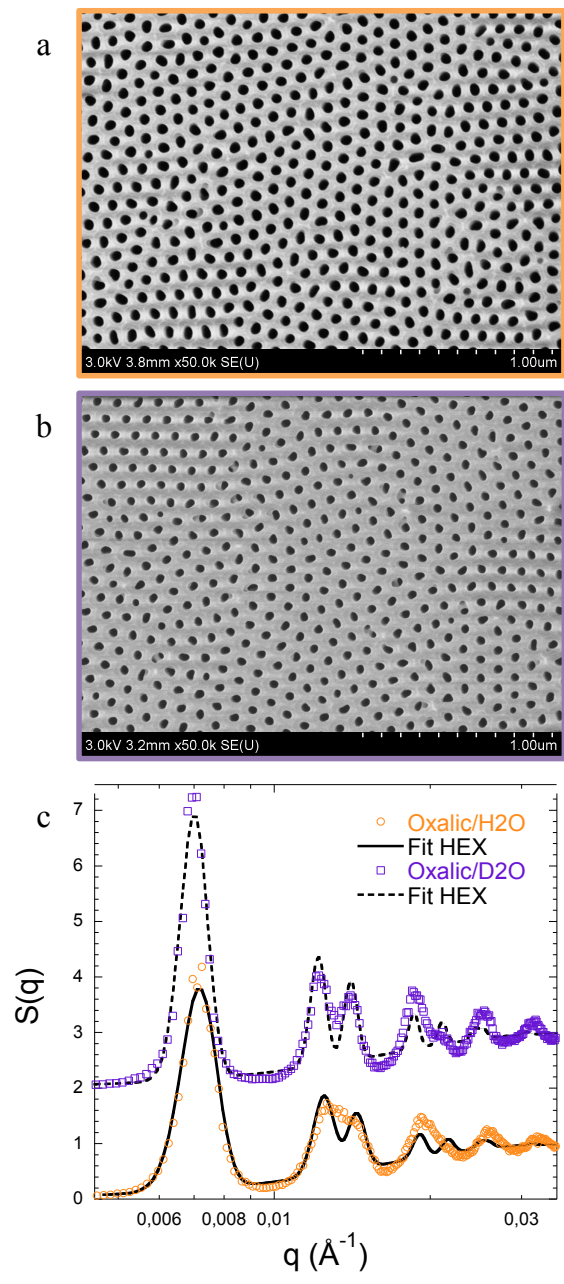 a
3.0kV 3.8mm x50.0k SE(U) 1.00um
b
3.0kV 3.2mm x50.0k SE(U) 1.00um
c
Oxalic/H2O
Fit HEX
Oxalic/D2O
Fit HEX
7
6
5
4
3
2
1
0
S(q)
0,006 0,008 0,01 0,03
q (Å⁻¹)